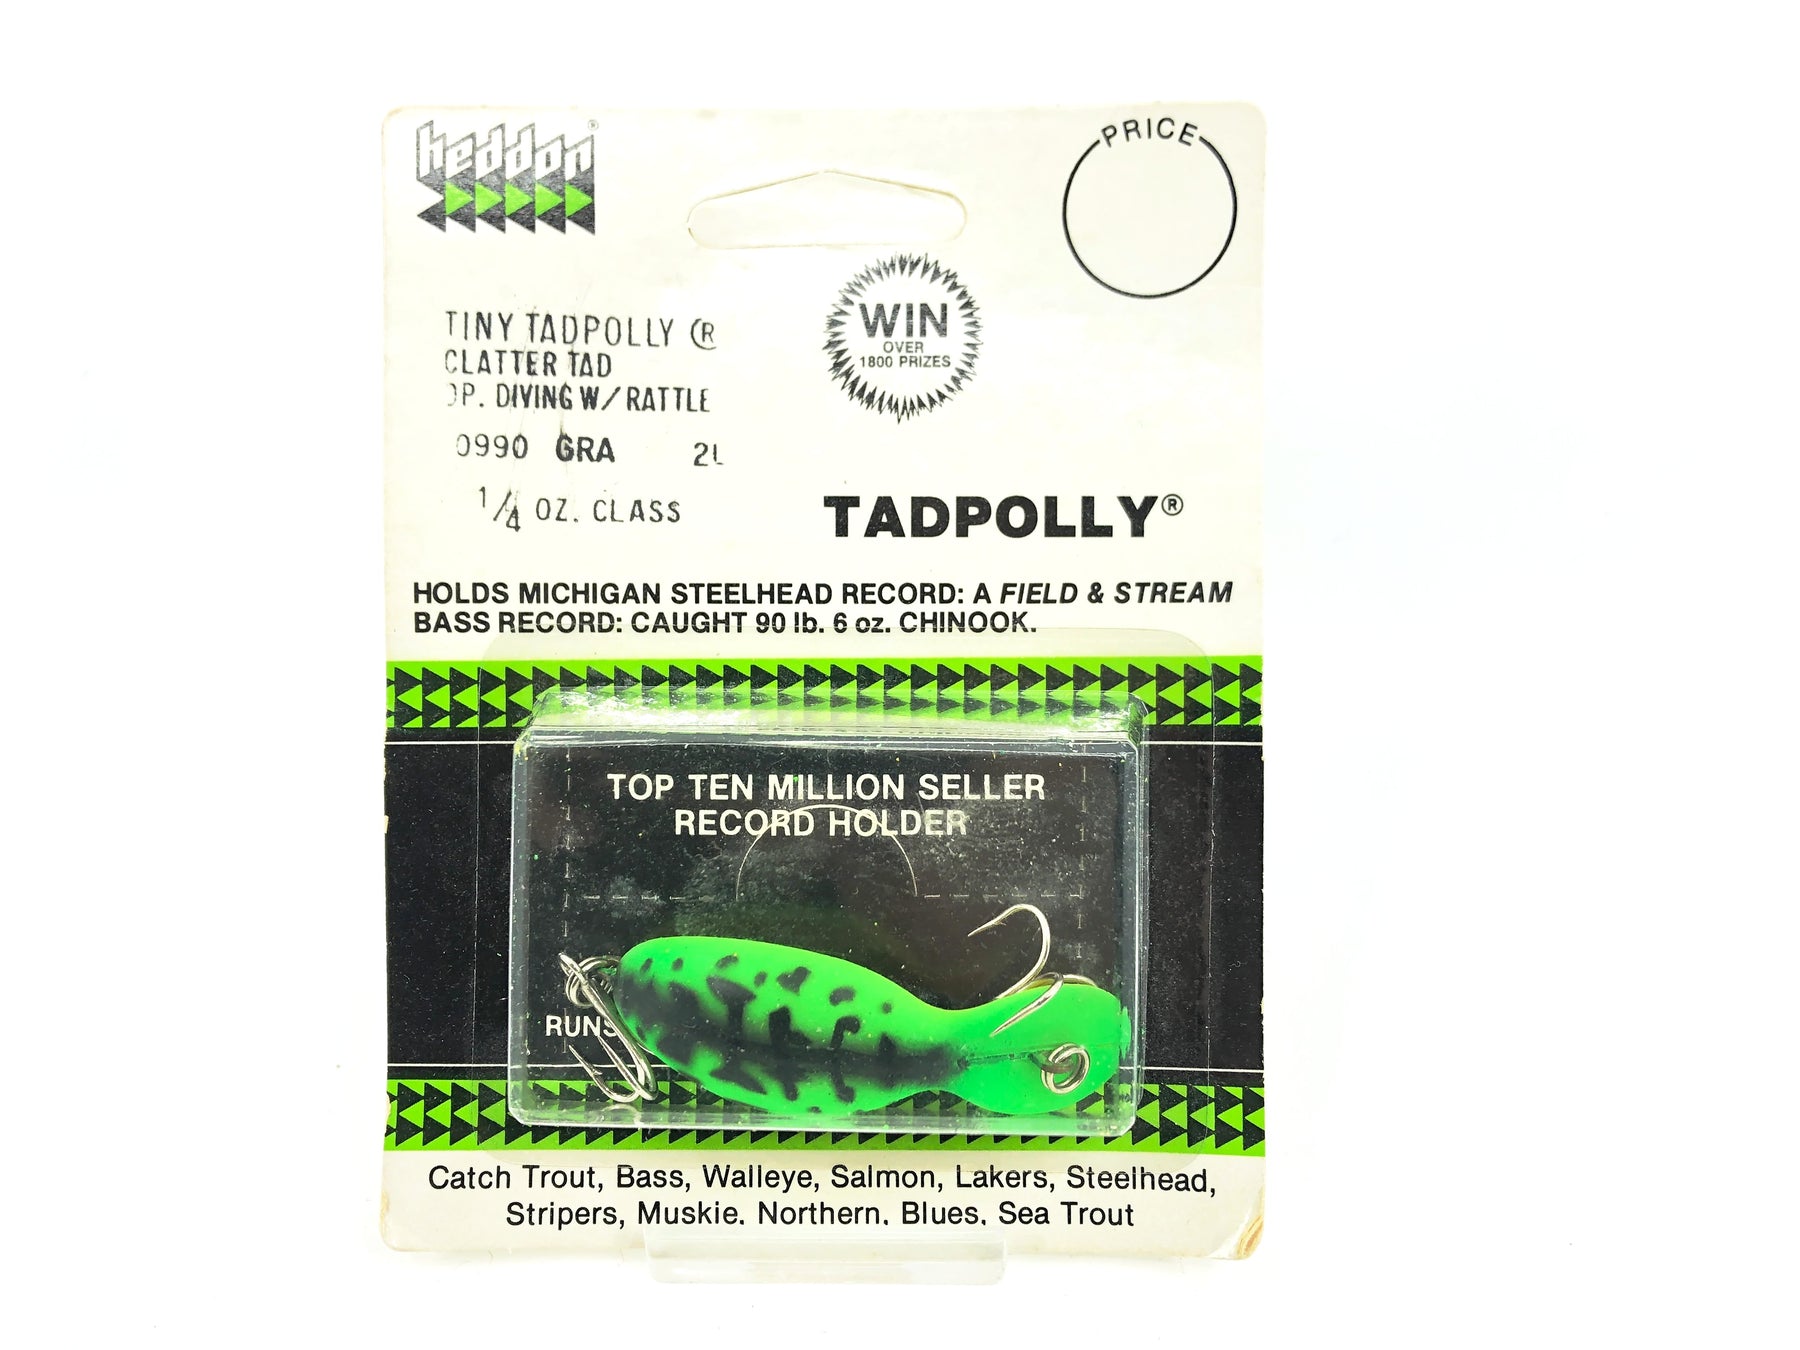 heddon®
PRICE
TINY TADPOLLY ®
CLATTER TAD
DP. DIVING W/RATTLE
WIN
OVER
1800 PRIZES
0990 GRA
1/4 OZ. CLASS
TADPOLLY®
HOLDS MICHIGAN STEELHEAD RECORD: A FIELD & STREAM
BASS RECORD: CAUGHT 90 lb. 6 oz. CHINOOK.
TOP TEN MILLION SELLER
RECORD HOLDER
RUNS
Catch Trout, Bass, Walleye, Salmon, Lakers, Steelhead,
Stripers, Muskie, Northern, Blues, Sea Trout